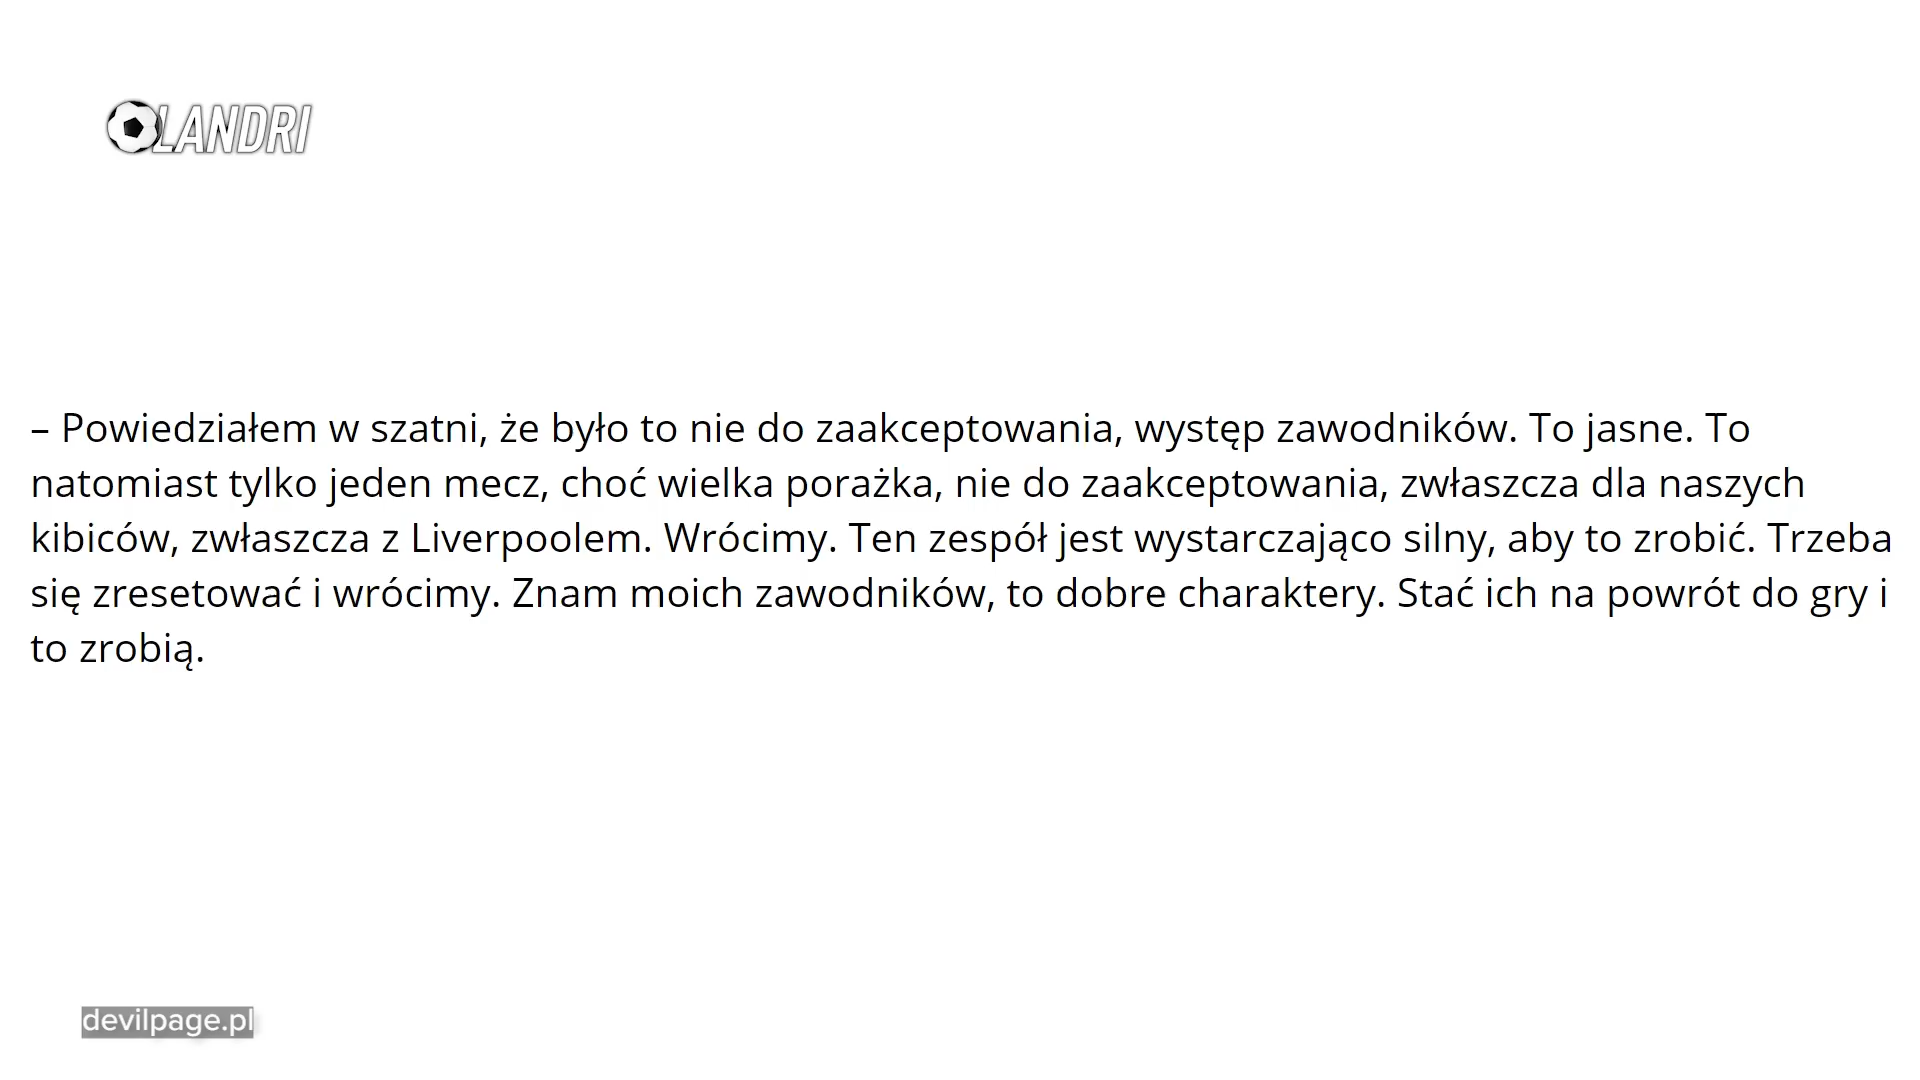 LANDRI
– Powiedziałem w szatni, że było to nie do zaakceptowania, występ zawodników. To jasne. To
natomiast tylko jeden mecz, choć wielka porażka, nie do zaakceptowania, zwłaszcza dla naszych
kibiców, zwłaszcza z Liverpoolem. Wrócimy. Ten zespół jest wystarczająco silny, aby to zrobić. Trzeba
się zresetować i wrócimy. Znam moich zawodników, to dobre charaktery. Stać ich na powrót do gry i
to zrobią.
devilpage.pl